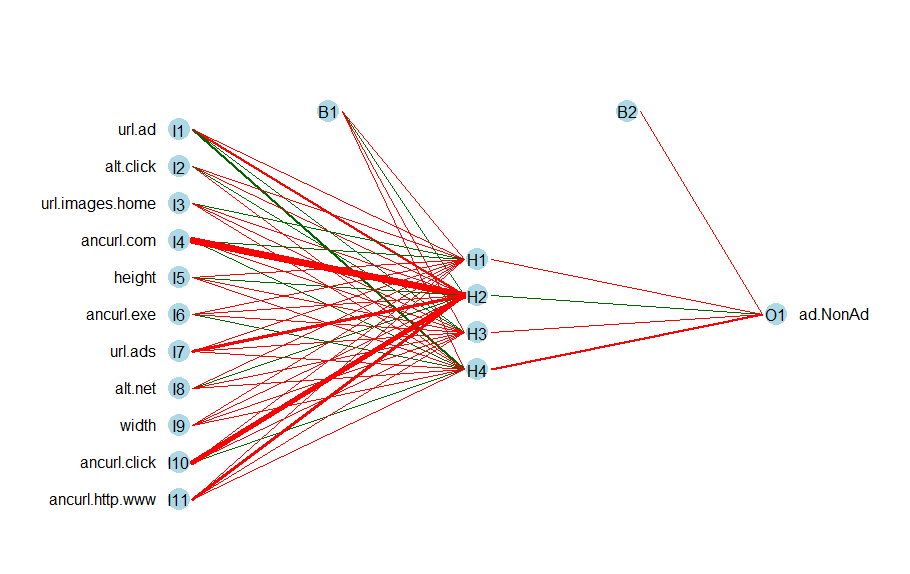 B1
B2
url.ad I1
alt.click I2
url.images.home I3
ancurl.com I4
H1
height I5
H2
ancurl.exe I6
O1 ad.NonAd
H3
url.ads I7
H4
alt.net I8
width I9
ancurl.click I10
ancurl.http.www I11